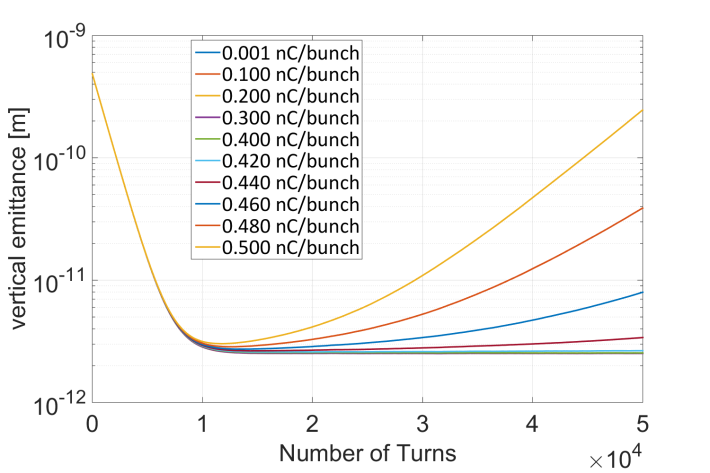 10^-9
0.001 nC/bunch
0.100 nC/bunch
0.200 nC/bunch
0.300 nC/bunch
0.400 nC/bunch
0.420 nC/bunch
0.440 nC/bunch
0.460 nC/bunch
0.480 nC/bunch
0.500 nC/bunch
10^-10
10^-11
10^-12
vertical emittance [m]
0 1 2 3 4 5
Number of Turns
×10^4